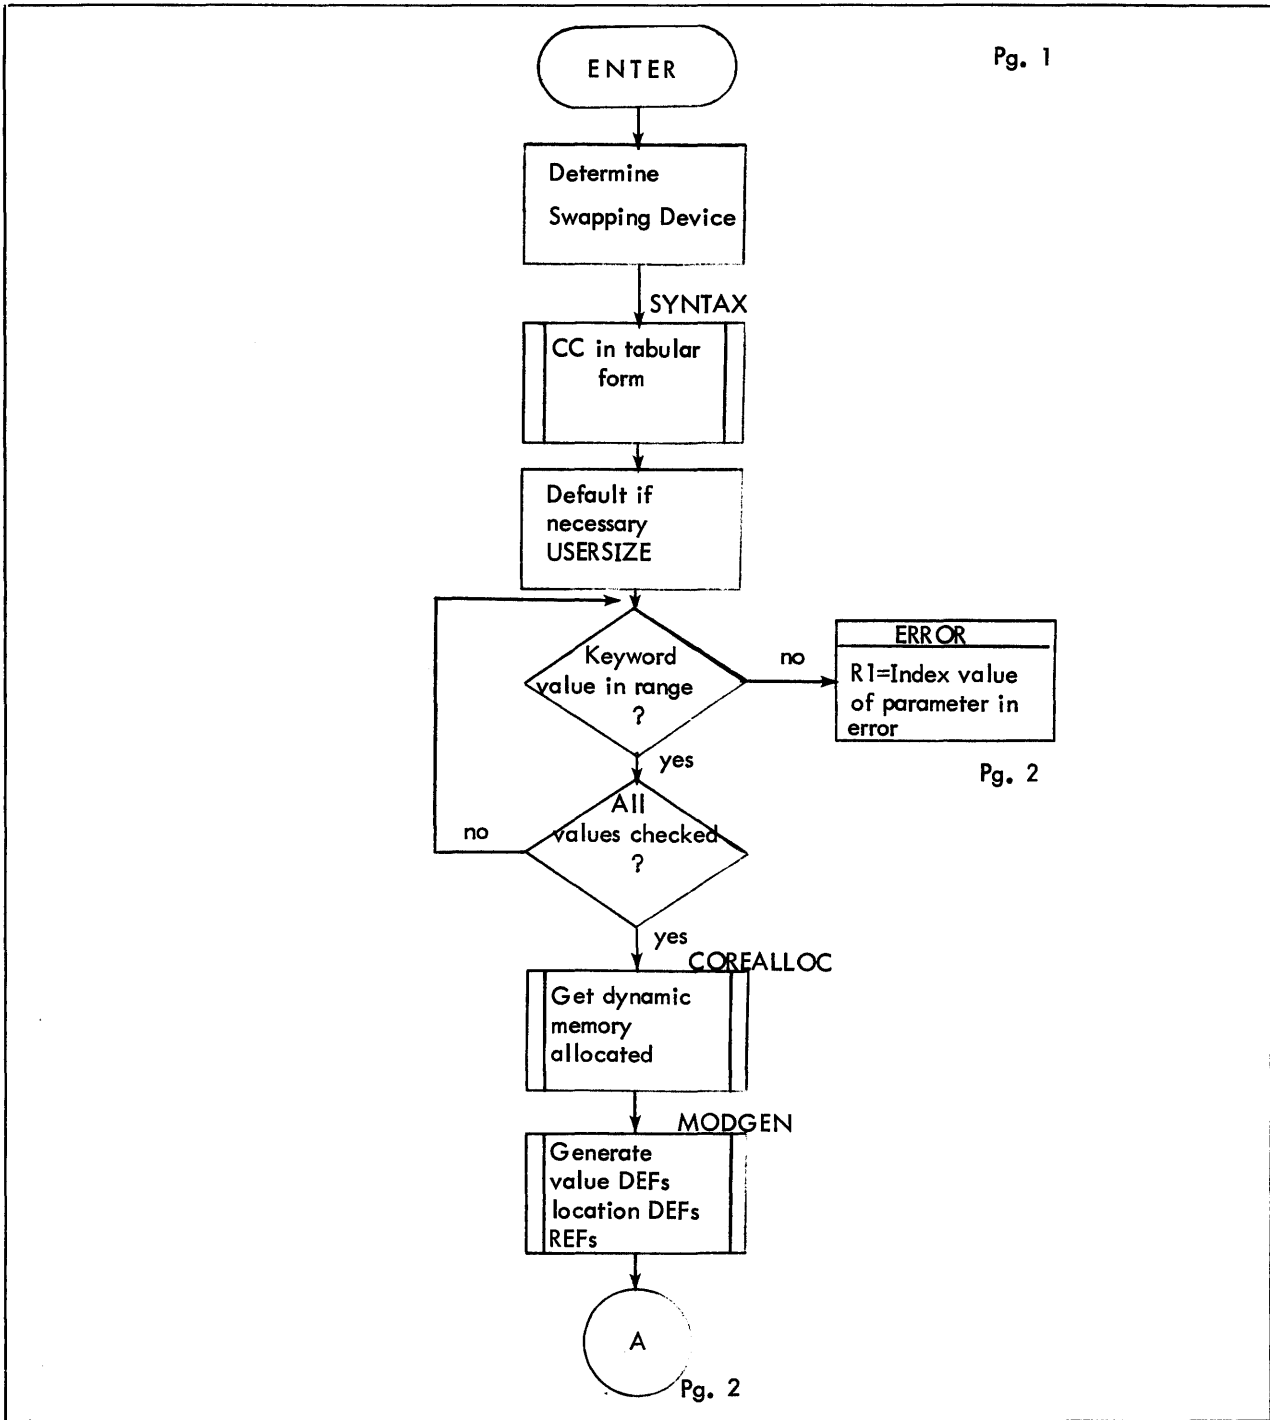 Pg. 1
ENTER
Determine
Swapping Device
SYNTAX
CC in tabular
form
Default if
necessary
USERSIZE
Keyword
value in range
?
no
ERROR
R1=Index value
of parameter in
error
Pg. 2
yes
All
values checked
?
no
yes
COREALLOC
Get dynamic
memory
allocated
MODGEN
Generate
value DEFs
location DEFs
REFs
A
Pg. 2